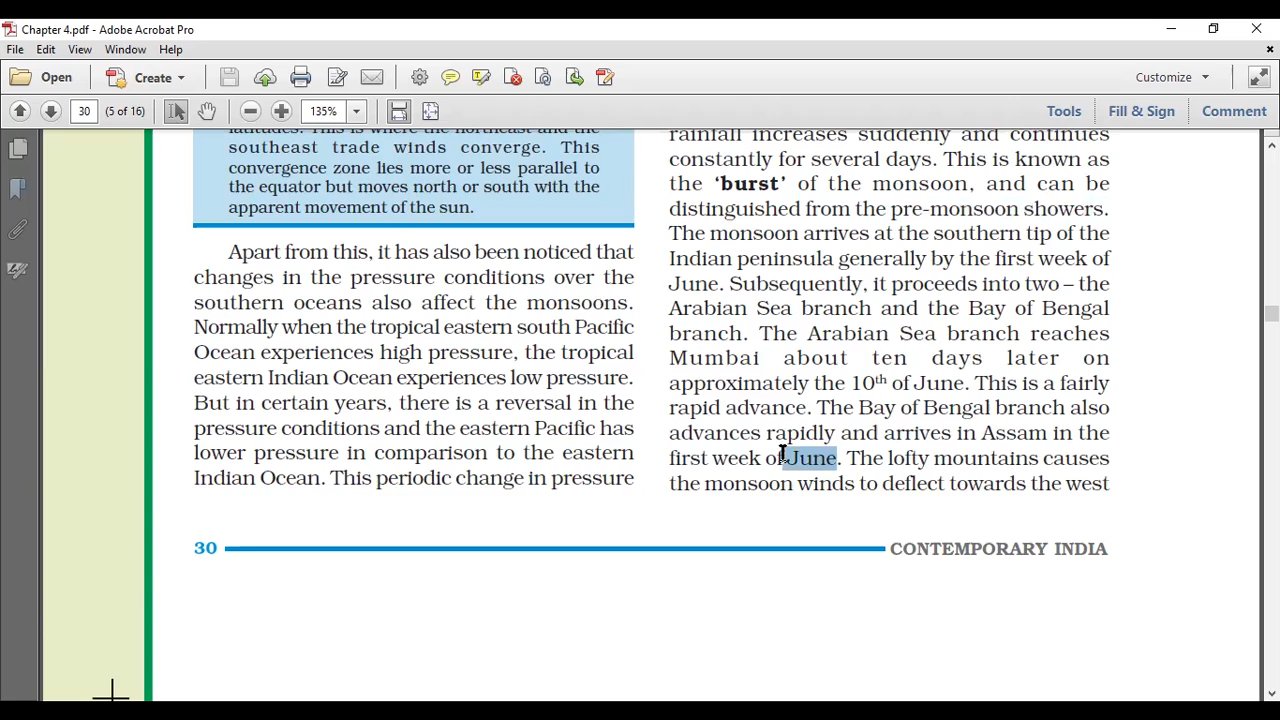 Chapter 4.pdf - Adobe Acrobat Pro
File Edit View Window Help
Open Create Customize
30 (5 of 16) 135% Tools Fill & Sign Comment
latitudes. This is where the northeast and the
southeast trade winds converge. This
convergence zone lies more or less parallel to
the equator but moves north or south with the
apparent movement of the sun.
Apart from this, it has also been noticed that
changes in the pressure conditions over the
southern oceans also affect the monsoons.
Normally when the tropical eastern south Pacific
Ocean experiences high pressure, the tropical
eastern Indian Ocean experiences low pressure.
But in certain years, there is a reversal in the
pressure conditions and the eastern Pacific has
lower pressure in comparison to the eastern
Indian Ocean. This periodic change in pressure
rainfall increases suddenly and continues
constantly for several days. This is known as
the ‘burst’ of the monsoon, and can be
distinguished from the pre-monsoon showers.
The monsoon arrives at the southern tip of the
Indian peninsula generally by the first week of
June. Subsequently, it proceeds into two – the
Arabian Sea branch and the Bay of Bengal
branch. The Arabian Sea branch reaches
Mumbai about ten days later on
approximately the 10th of June. This is a fairly
rapid advance. The Bay of Bengal branch also
advances rapidly and arrives in Assam in the
first week of June. The lofty mountains causes
the monsoon winds to deflect towards the west
30 CONTEMPORARY INDIA